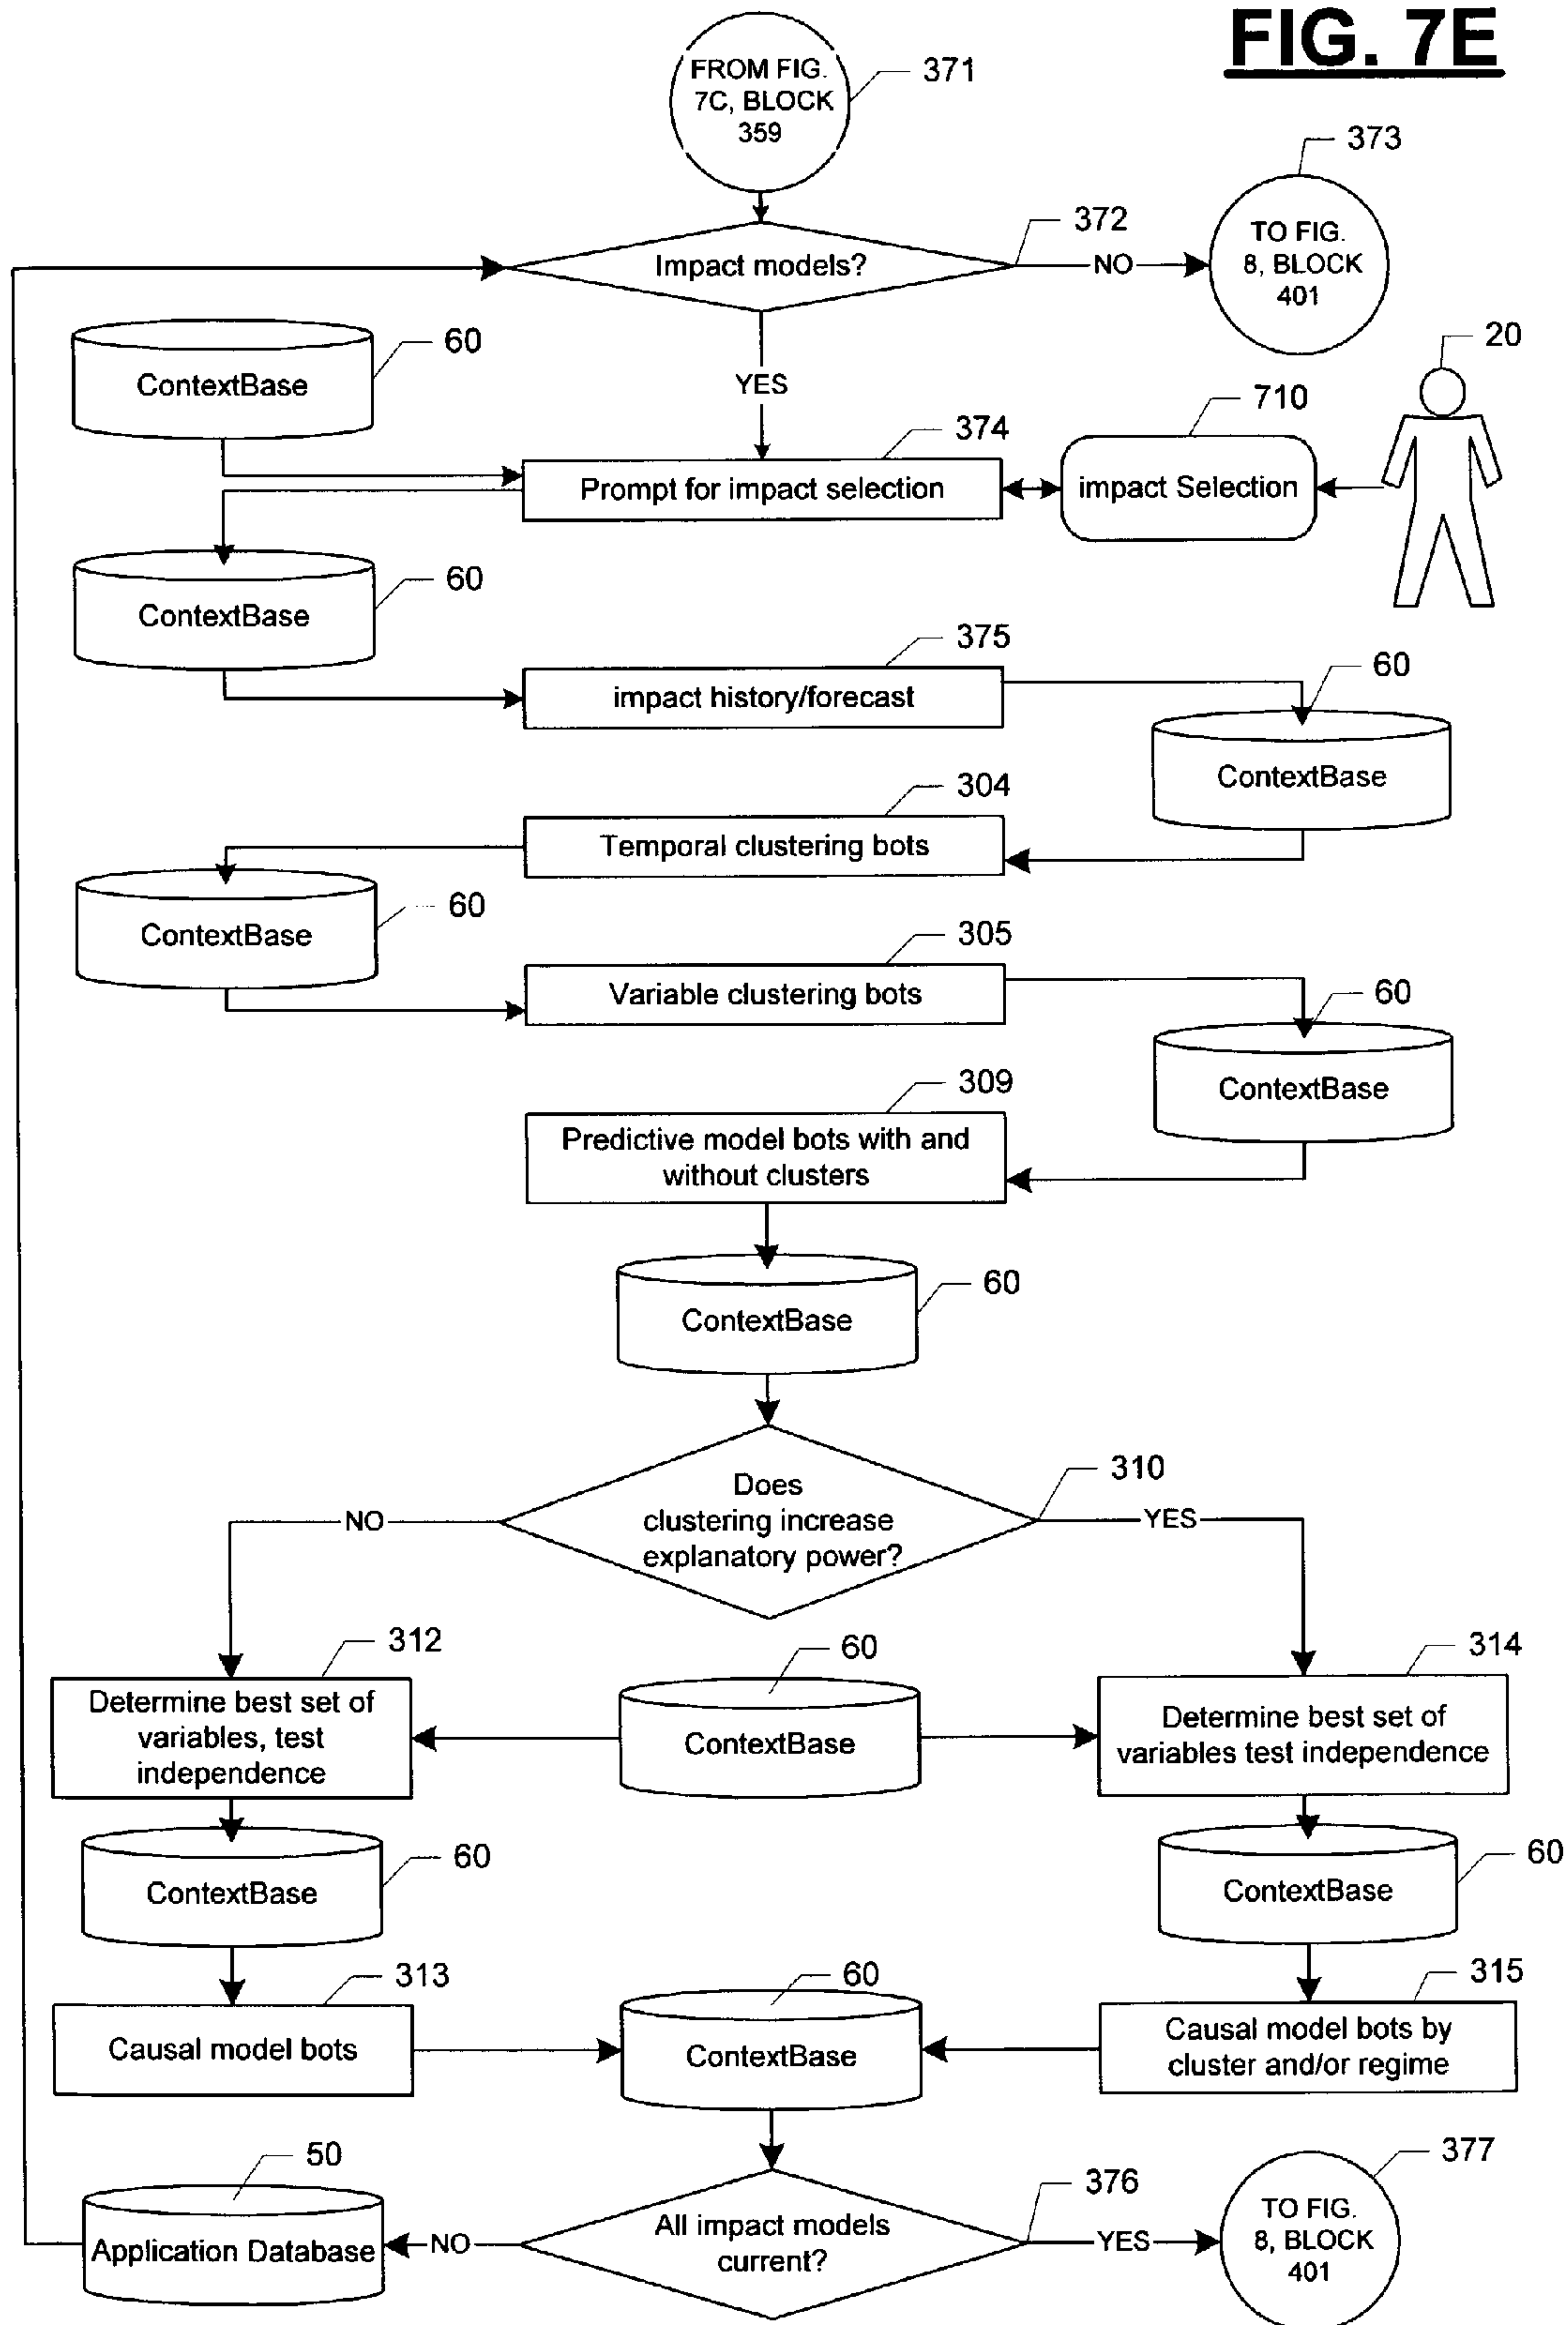 FIG. 7E
FROM FIG.
7C, BLOCK
359
371
373
372
Impact models?
NO
TO FIG.
8, BLOCK
401
60
ContextBase
YES
20
710
374
Prompt for impact selection
impact Selection
60
ContextBase
375
impact history/forecast
60
ContextBase
304
Temporal clustering bots
60
ContextBase
305
Variable clustering bots
60
ContextBase
309
Predictive model bots with and
without clusters
60
ContextBase
310
Does
clustering increase
explanatory power?
NO
YES
312
Determine best set of
variables, test
independence
60
ContextBase
314
Determine best set of
variables test independence
60
ContextBase
60
ContextBase
313
Causal model bots
60
ContextBase
315
Causal model bots by
cluster and/or regime
50
Application Database
NO
376
All impact models
current?
YES
377
TO FIG.
8, BLOCK
401